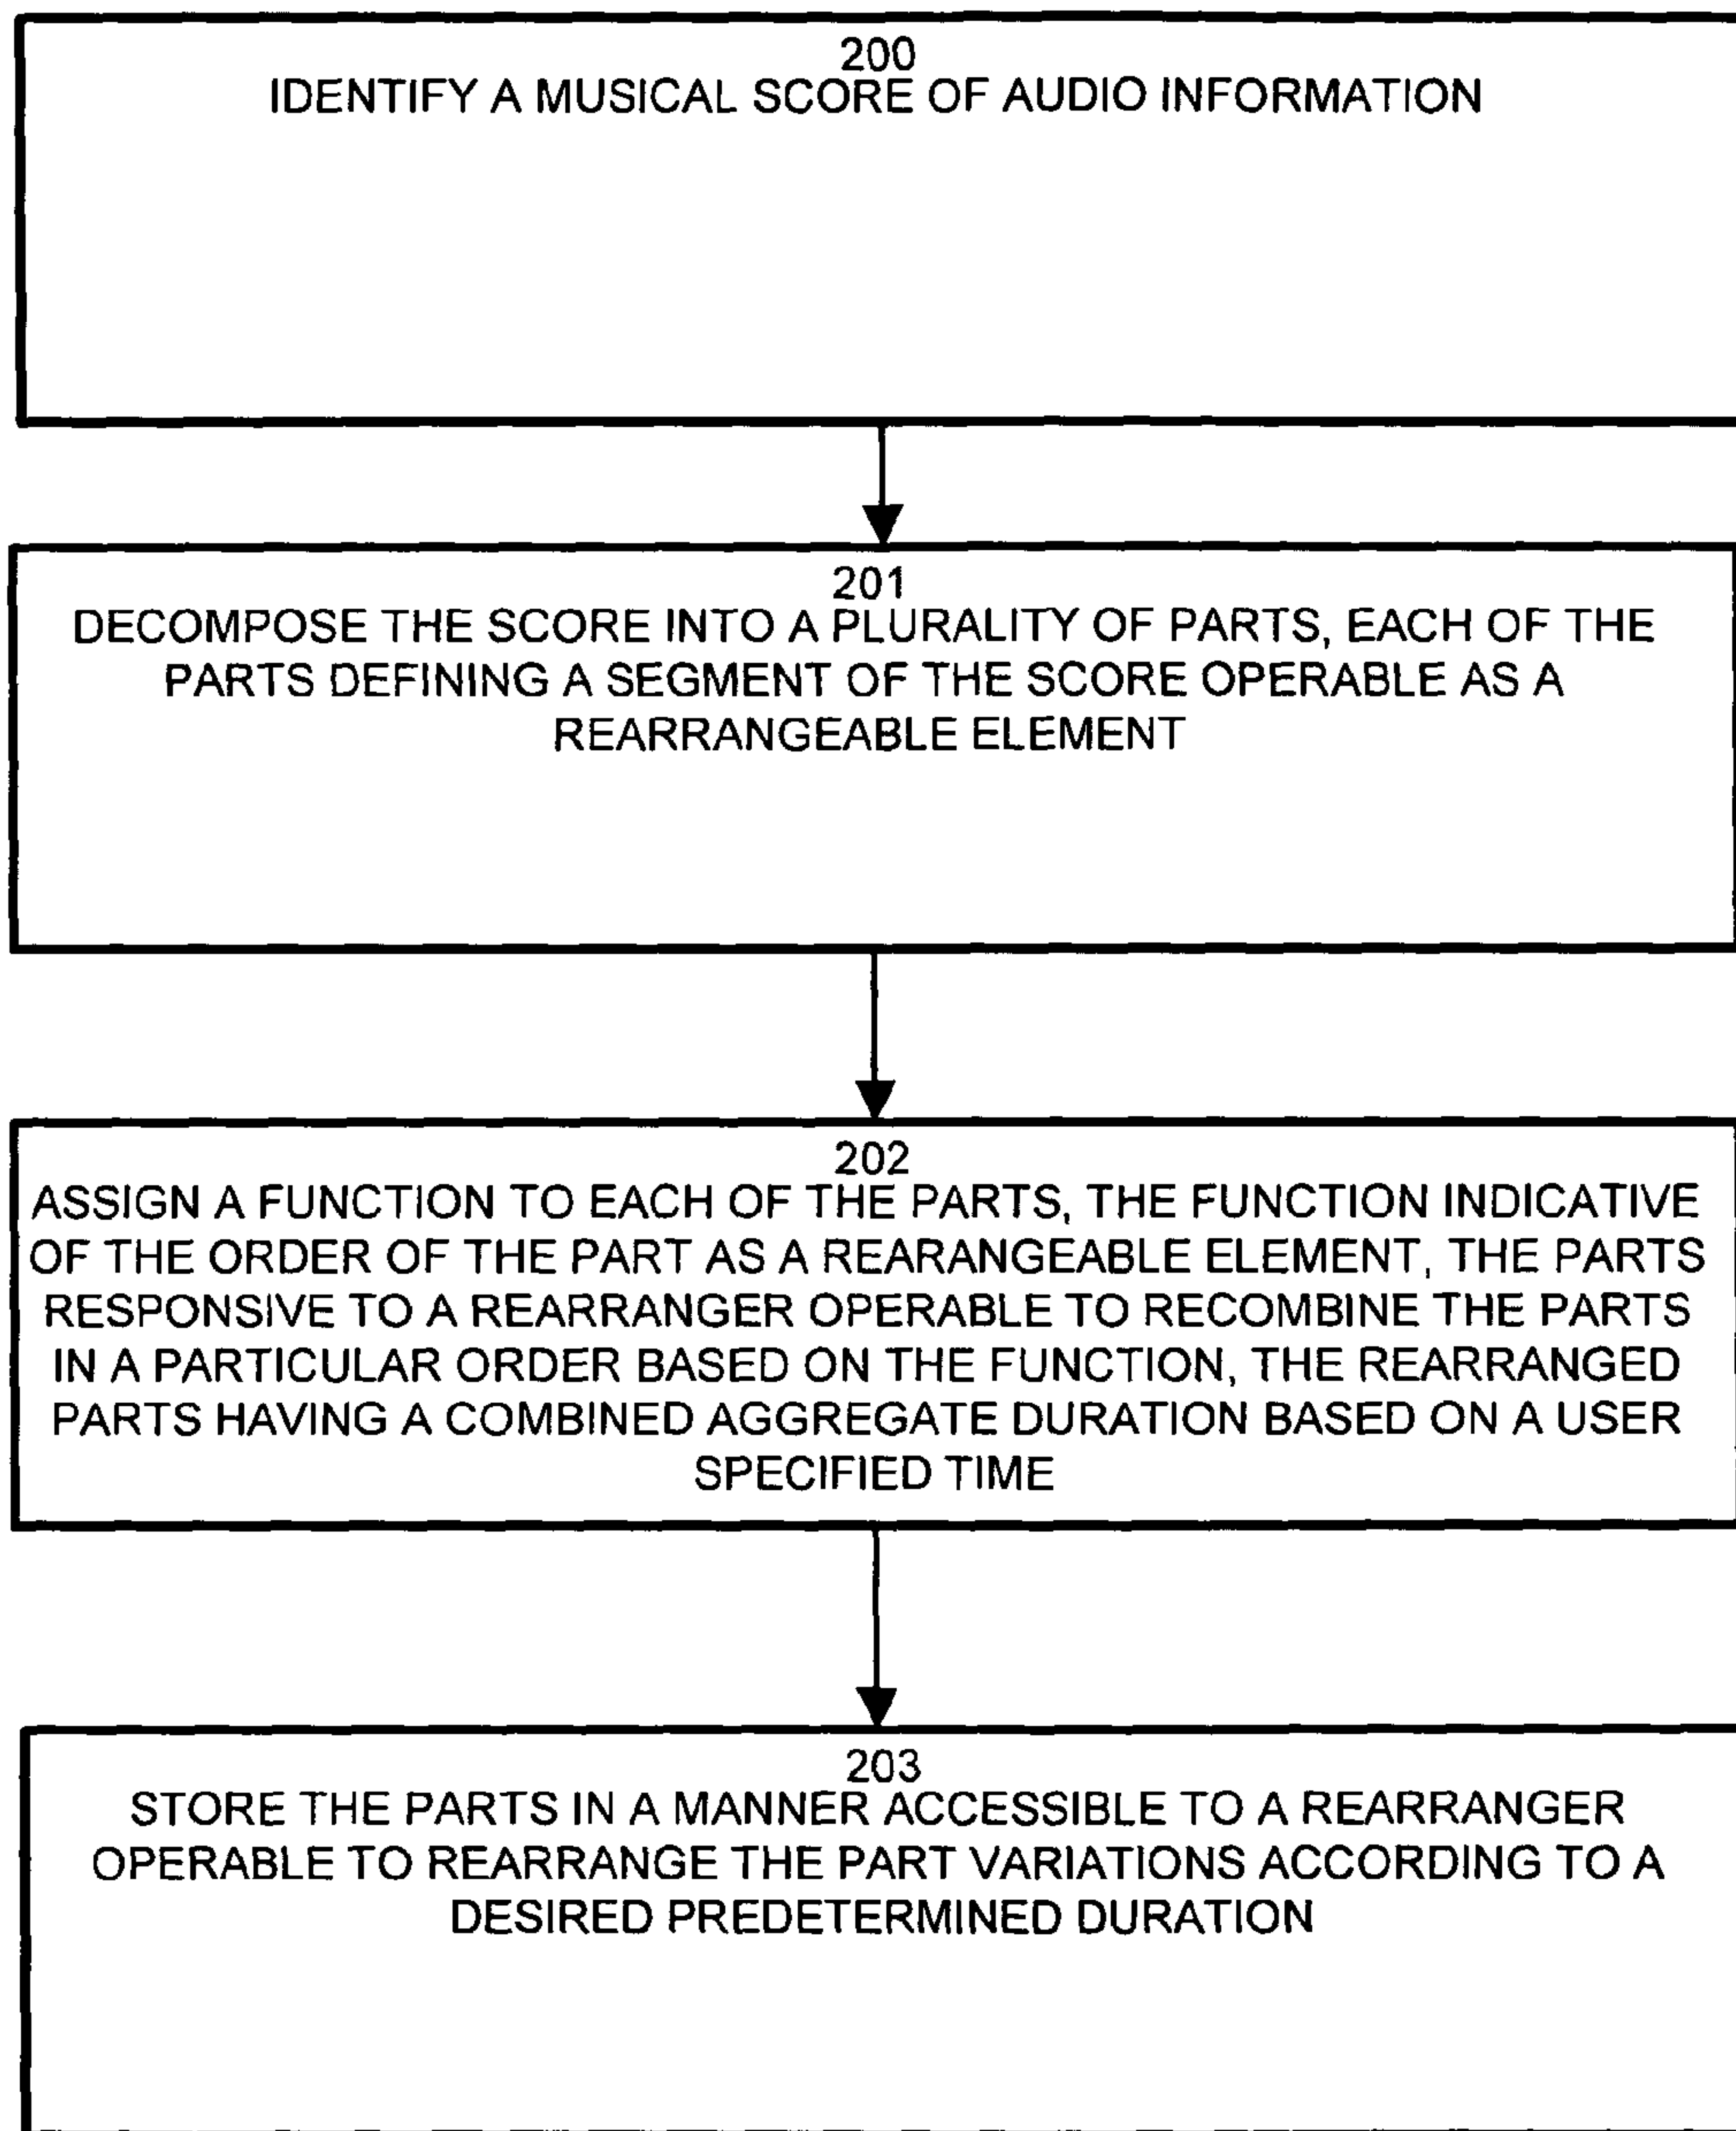 200
IDENTIFY A MUSICAL SCORE OF AUDIO INFORMATION
201
DECOMPOSE THE SCORE INTO A PLURALITY OF PARTS, EACH OF THE
PARTS DEFINING A SEGMENT OF THE SCORE OPERABLE AS A
REARRANGEABLE ELEMENT
202
ASSIGN A FUNCTION TO EACH OF THE PARTS, THE FUNCTION INDICATIVE
OF THE ORDER OF THE PART AS A REARANGEABLE ELEMENT, THE PARTS
RESPONSIVE TO A REARRANGER OPERABLE TO RECOMBINE THE PARTS
IN A PARTICULAR ORDER BASED ON THE FUNCTION, THE REARRANGED
PARTS HAVING A COMBINED AGGREGATE DURATION BASED ON A USER
SPECIFIED TIME
203
STORE THE PARTS IN A MANNER ACCESSIBLE TO A REARRANGER
OPERABLE TO REARRANGE THE PART VARIATIONS ACCORDING TO A
DESIRED PREDETERMINED DURATION